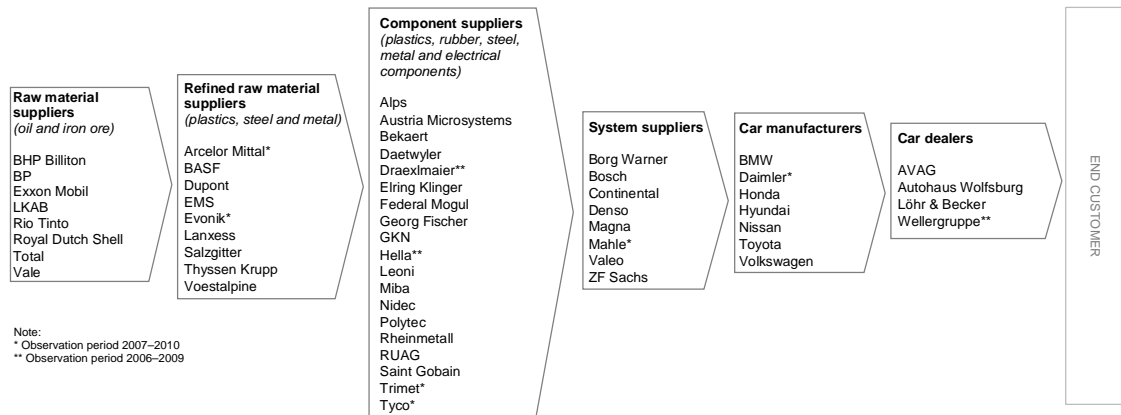 Raw material
suppliers
(oil and iron ore)
BHP Billiton
BP
Exxon Mobil
LKAB
Rio Tinto
Royal Dutch Shell
Total
Vale
Refined raw material
suppliers
(plastics, steel and metal)
Arcelor Mittal*
BASF
Dupont
EMS
Evonik*
Lanxess
Salzgitter
Thyssen Krupp
Voestalpine
Component suppliers
(plastics, rubber, steel,
metal and electrical
components)
Alps
Austria Microsystems
Bekaert
Daetwyler
Draexlmaier**
Elring Klinger
Federal Mogul
Georg Fischer
GKN
Hella**
Leoni
Miba
Nidec
Polytec
Rheinmetall
RUAG
Saint Gobain
Trimet*
Tyco*
System suppliers
Borg Warner
Bosch
Continental
Denso
Magna
Mahle*
Valeo
ZF Sachs
Car manufacturers
BMW
Daimler*
Honda
Hyundai
Nissan
Toyota
Volkswagen
Car dealers
AVAG
Autohaus Wolfsburg
Löhr & Becker
Wellergruppe**
END CUSTOMER
Note:
* Observation period 2007–2010
** Observation period 2006–2009